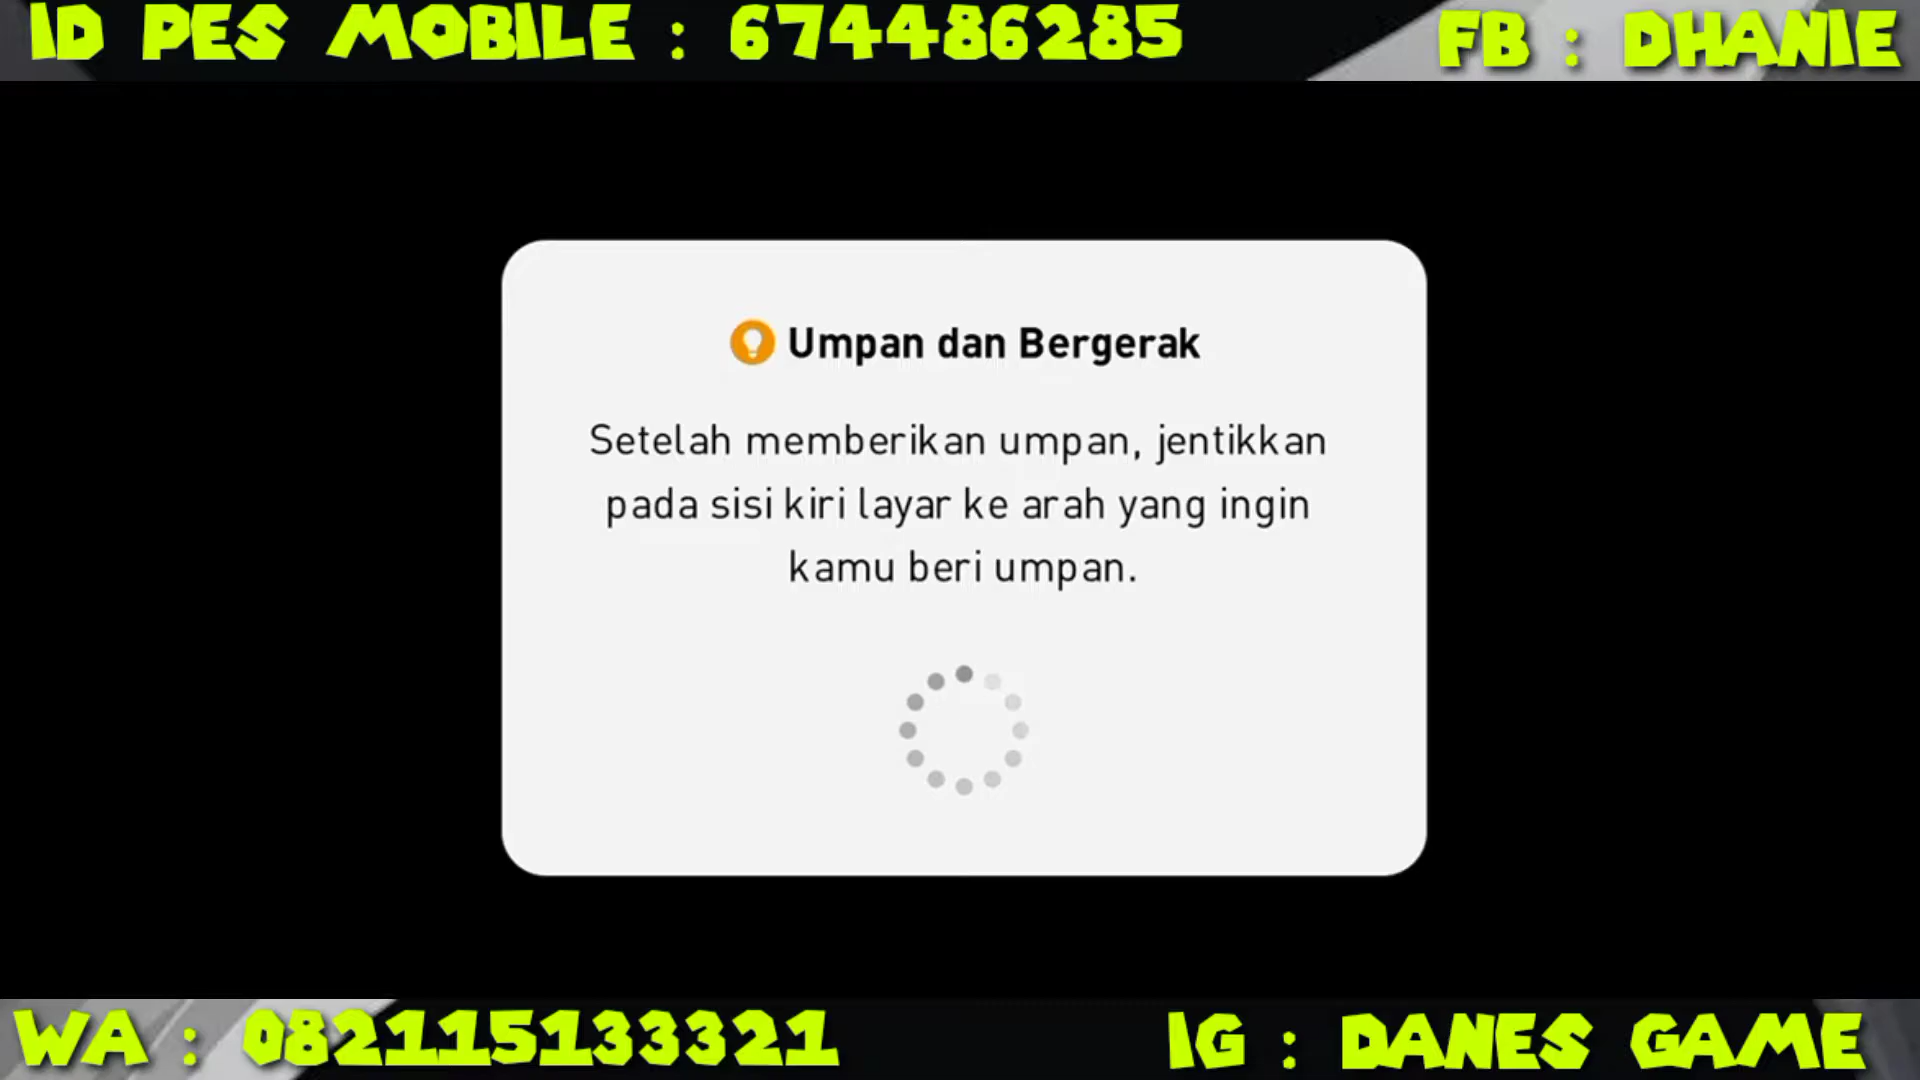 ID PES MOBILE : 674486285
FB : DHANIE
Umpan dan Bergerak
Setelah memberikan umpan, jentikkan
pada sisi kiri layar ke arah yang ingin
kamu beri umpan.
WA : 082115133321
IG : DANES GAME